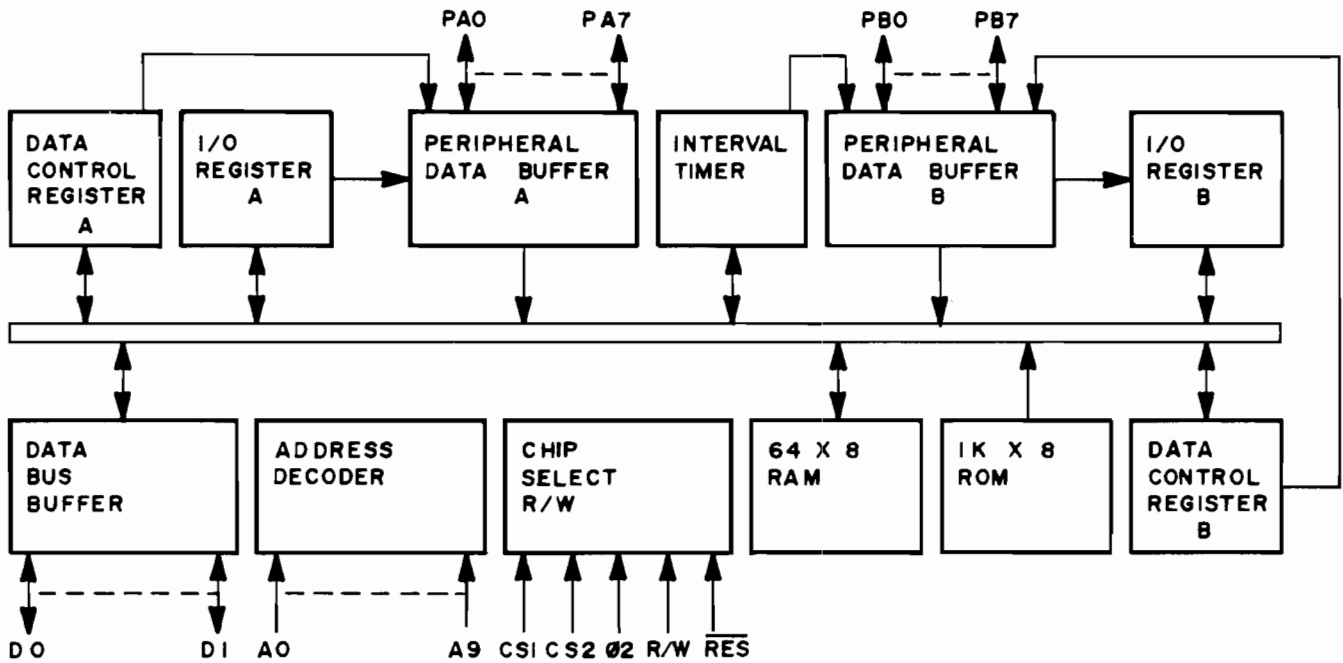 PA0 PA7 PB0 PB7
DATA
CONTROL
REGISTER
A
I/O
REGISTER
A
PERIPHERAL
DATA BUFFER
A
INTERVAL
TIMER
PERIPHERAL
DATA BUFFER
B
I/O
REGISTER
B
DATA
BUS
BUFFER
ADDRESS
DECODER
CHIP
SELECT
R/W
64 X 8
RAM
1K X 8
ROM
DATA
CONTROL
REGISTER
B
D0 D1 A0 A9 CS1 CS2 Ø2 R/W R̅E̅S̅